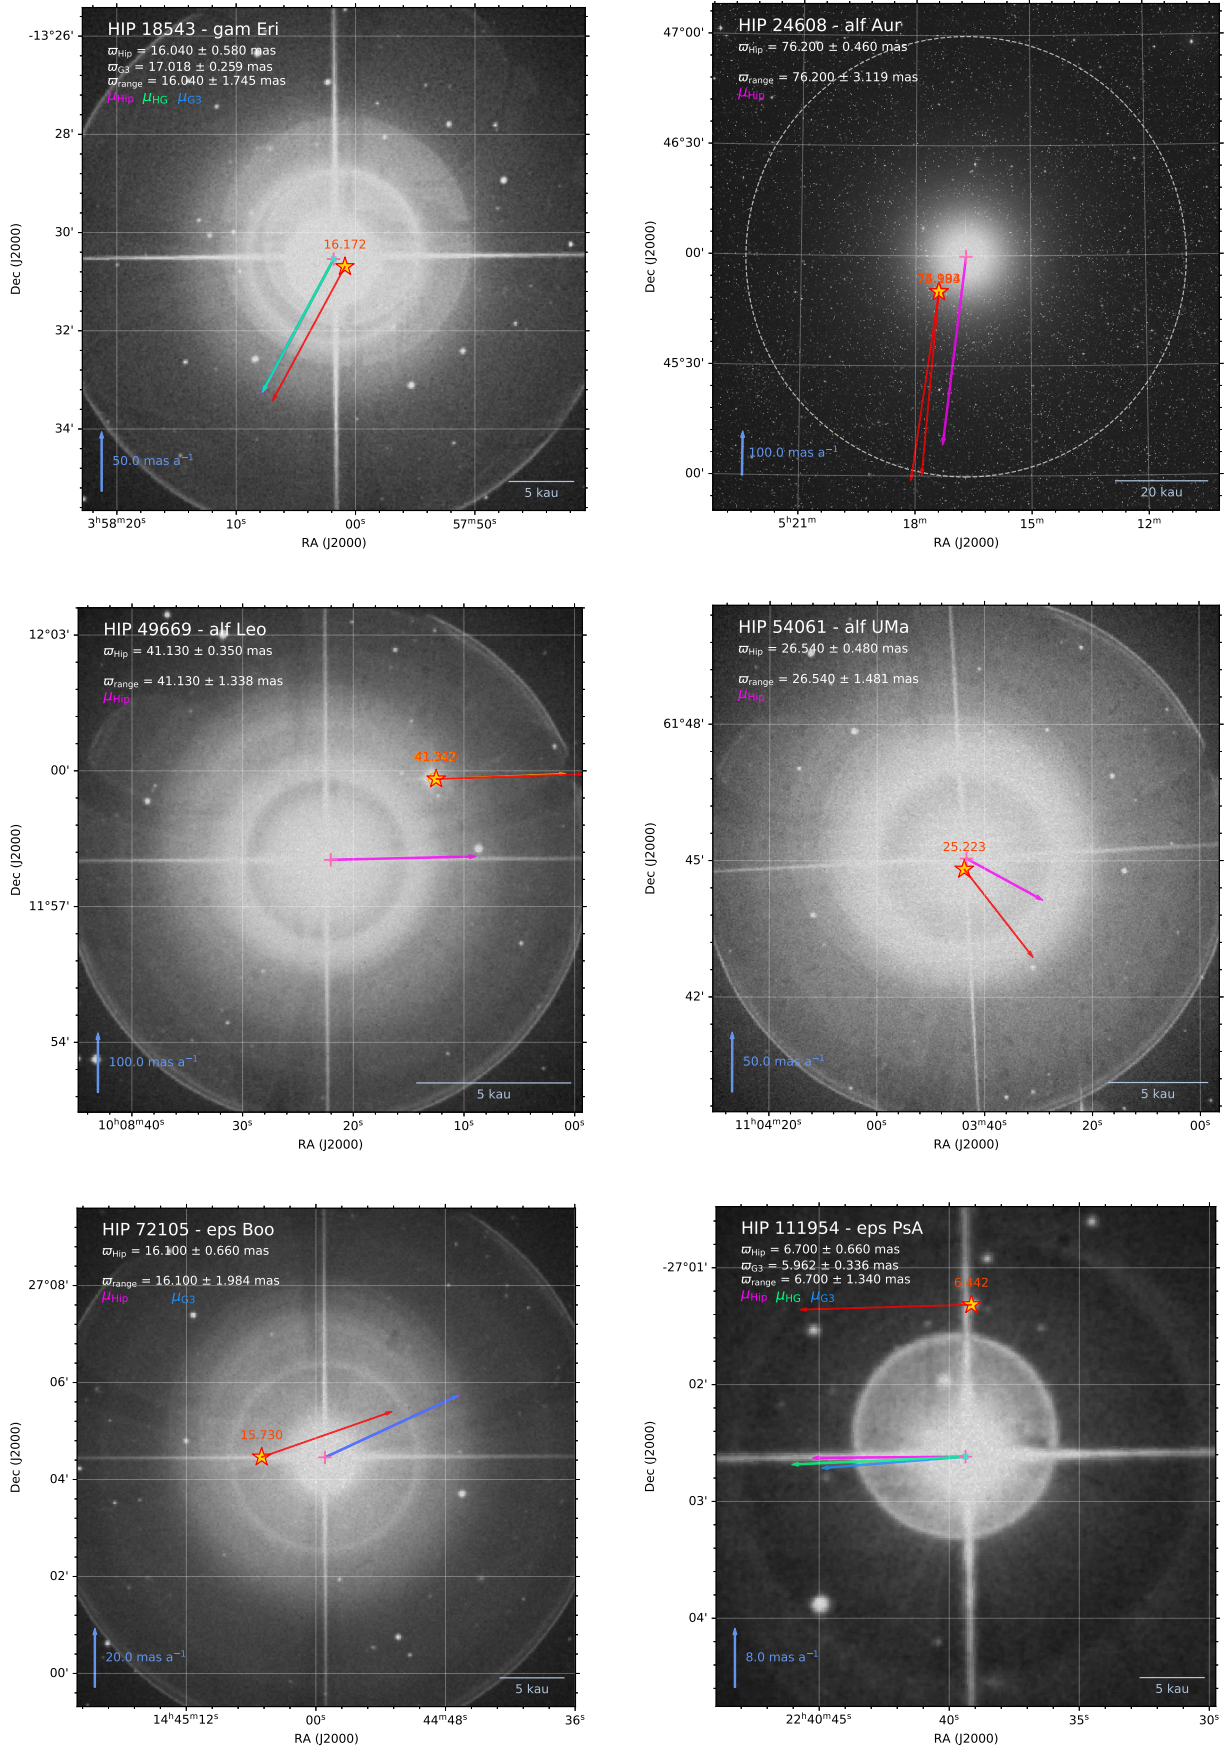 HIP 18543 - gam Eri
ϖHip = 16.040 ± 0.580 mas
ϖG3 = 17.018 ± 0.259 mas
ϖrange = 16.040 ± 1.745 mas
μHip μHG μG3
-13°26'
28'
30'
32'
34'
Dec (J2000)
16.172
50.0 mas a⁻¹
5 kau
3ʰ58ᵐ20ˢ 10ˢ 00ˢ 57ᵐ50ˢ
RA (J2000)
HIP 24608 - alf Aur
ϖHip = 76.200 ± 0.460 mas
ϖrange = 76.200 ± 3.119 mas
μHip
47°00'
46°30'
00'
45°30'
00'
Dec (J2000)
100.0 mas a⁻¹
20 kau
5ʰ21ᵐ 18ᵐ 15ᵐ 12ᵐ
RA (J2000)
HIP 49669 - alf Leo
ϖHip = 41.130 ± 0.350 mas
ϖrange = 41.130 ± 1.338 mas
μHip
12°03'
00'
11°57'
54'
Dec (J2000)
100.0 mas a⁻¹
5 kau
10ʰ08ᵐ40ˢ 30ˢ 20ˢ 10ˢ 00ˢ
RA (J2000)
HIP 54061 - alf UMa
ϖHip = 26.540 ± 0.480 mas
ϖrange = 26.540 ± 1.481 mas
μHip
61°48'
45'
42'
Dec (J2000)
25.223
50.0 mas a⁻¹
5 kau
11ʰ04ᵐ20ˢ 00ˢ 03ᵐ40ˢ 20ˢ 00ˢ
RA (J2000)
HIP 72105 - eps Boo
ϖHip = 16.100 ± 0.660 mas
ϖrange = 16.100 ± 1.984 mas
μHip μG3
27°08'
06'
04'
02'
00'
Dec (J2000)
15.730
20.0 mas a⁻¹
5 kau
14ʰ45ᵐ12ˢ 00ˢ 44ᵐ48ˢ 36ˢ
RA (J2000)
HIP 111954 - eps PsA
ϖHip = 6.700 ± 0.660 mas
ϖG3 = 5.962 ± 0.336 mas
ϖrange = 6.700 ± 1.340 mas
μHip μHG μG3
-27°01'
02'
03'
04'
Dec (J2000)
6.442
8.0 mas a⁻¹
5 kau
22ʰ40ᵐ45ˢ 40ˢ 35ˢ 30ˢ
RA (J2000)